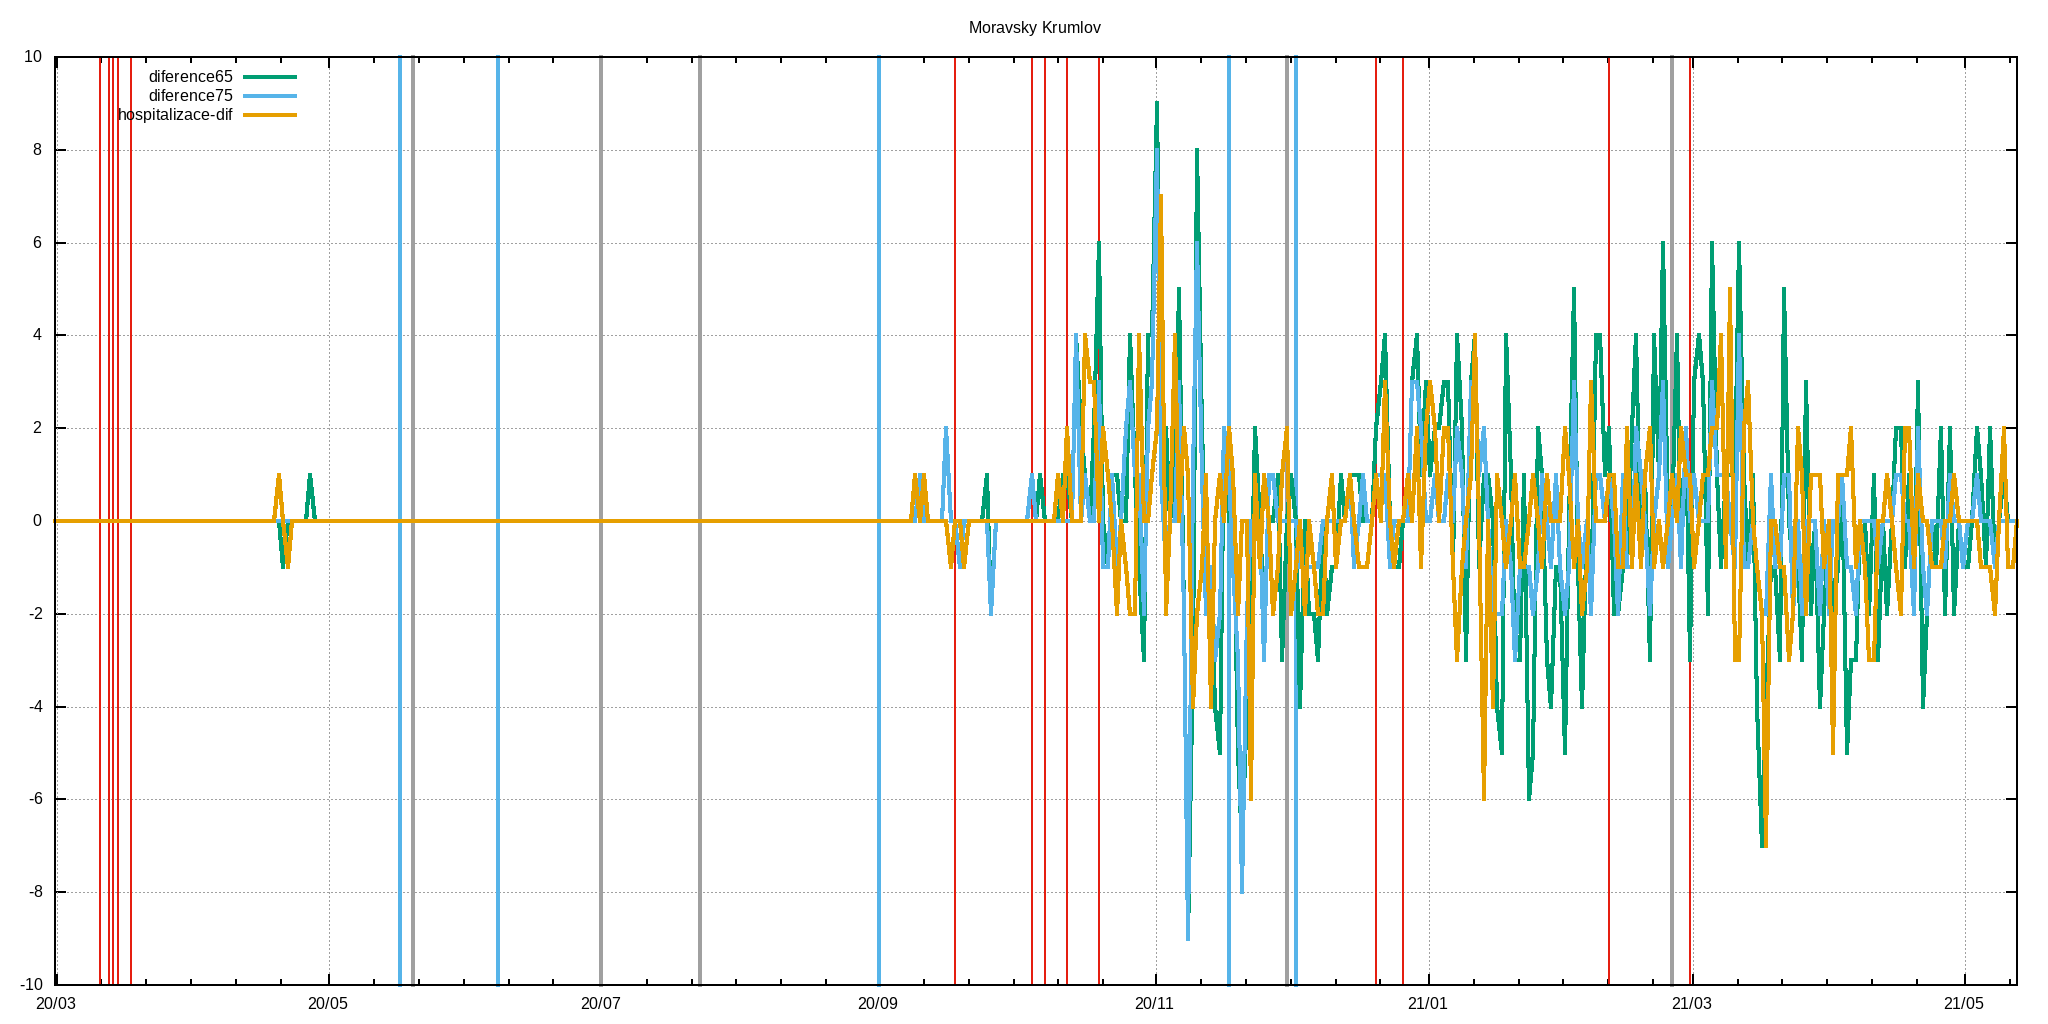 Moravsky Krumlov
10
diference65
diference75
hospitalizace-dif
8
6
4
2
0
-2
-4
-6
-8
-10
20/03 20/05 20/07 20/09 20/11 21/01 21/03 21/05